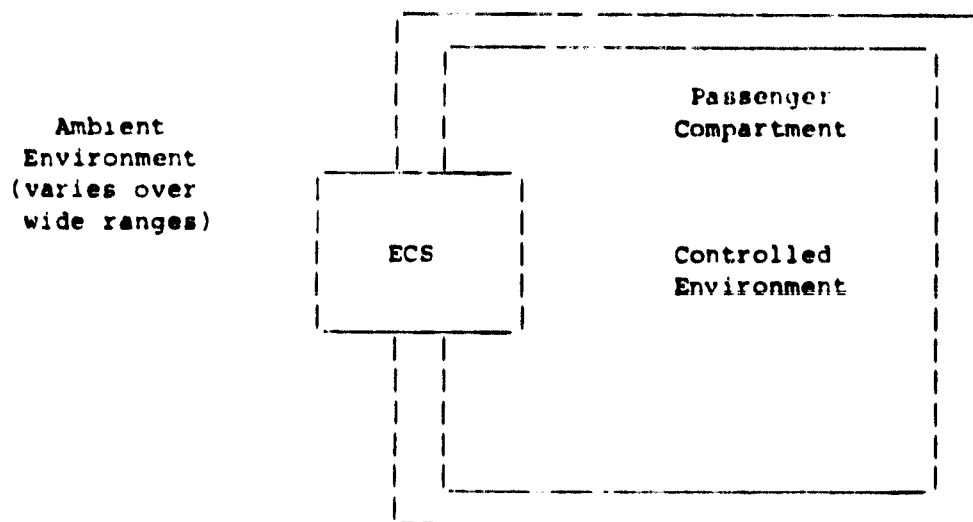 Ambient
Environment
(varies over
wide ranges)
ECS
Passenger
Compartment
Controlled
Environment